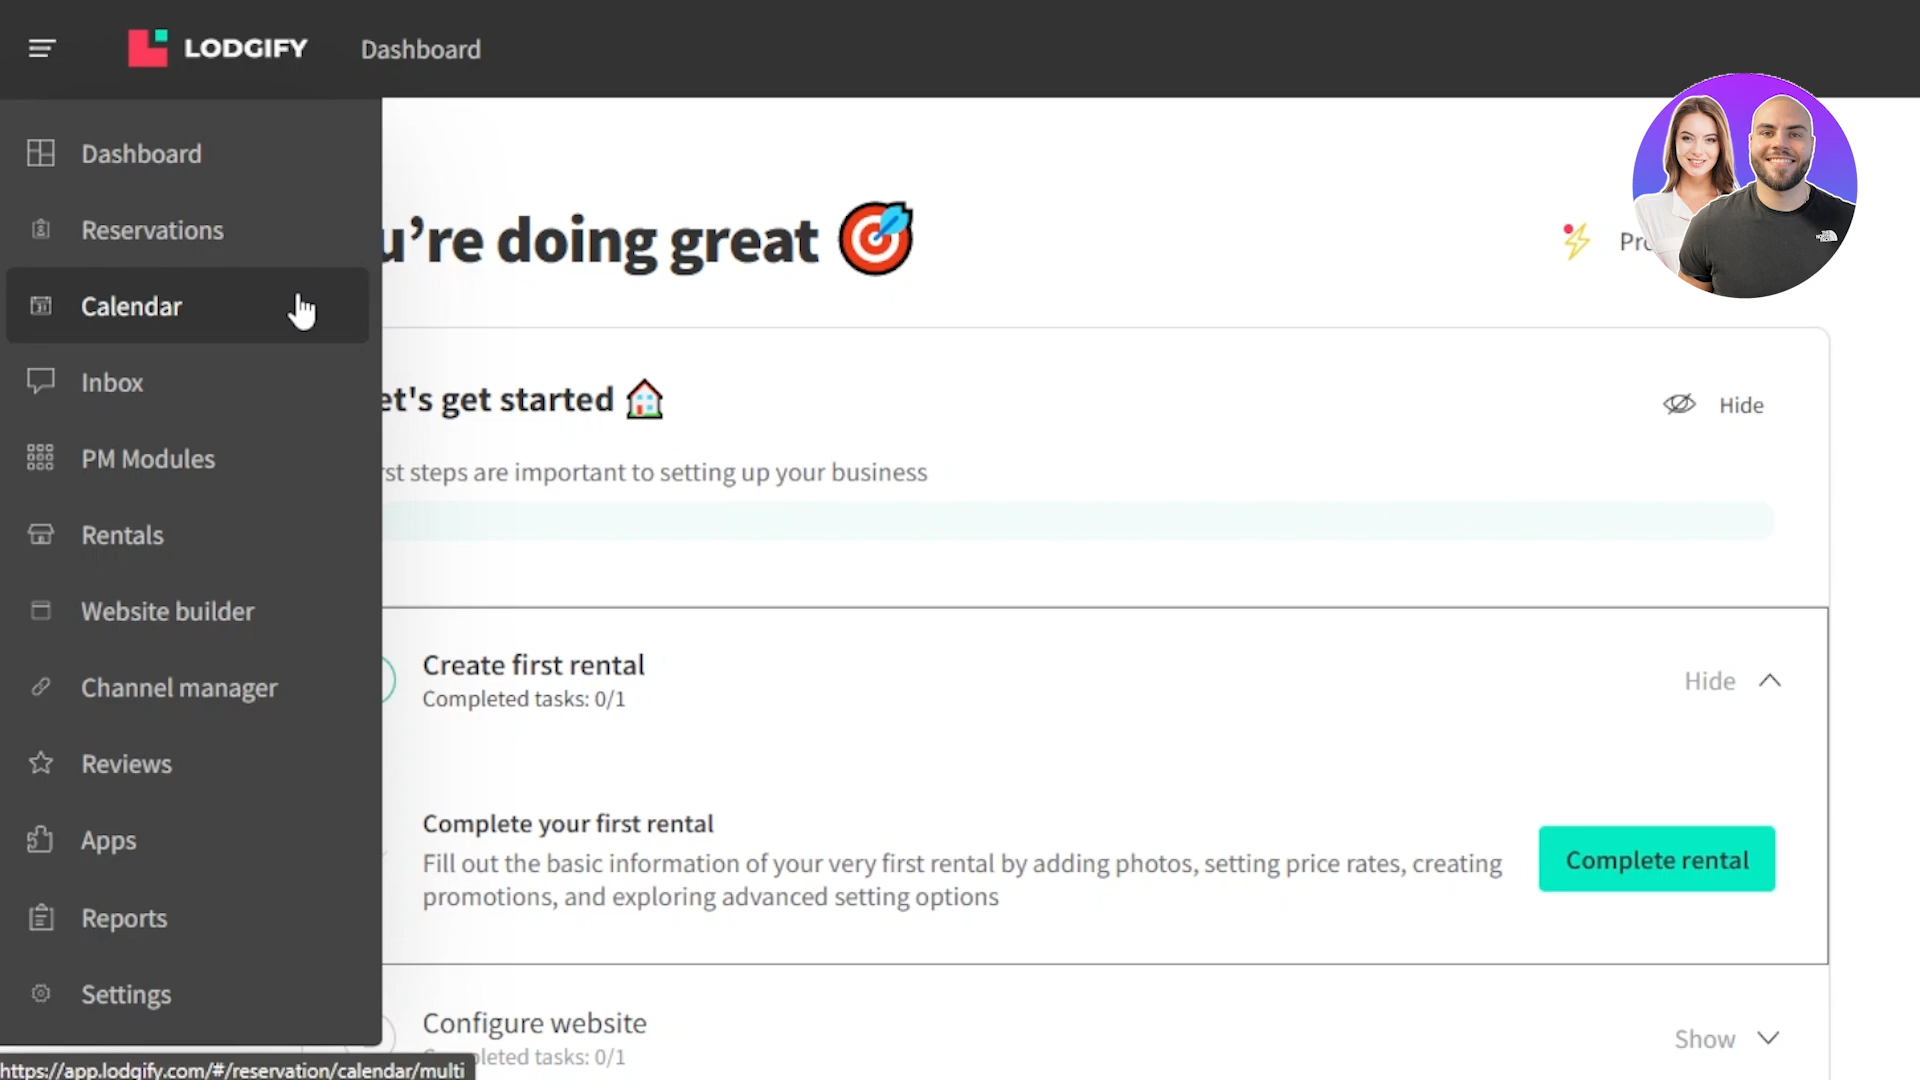 LODGIFY
Dashboard
Dashboard
Reservations
Calendar
Inbox
PM Modules
Rentals
Website builder
Channel manager
Reviews
Apps
Reports
Settings
u’re doing great
et's get started
Hide
rst steps are important to setting up your business
Create first rental
Completed tasks: 0/1
Hide
Complete your first rental
Fill out the basic information of your very first rental by adding photos, setting price rates, creating
promotions, and exploring advanced setting options
Complete rental
Configure website
pleted tasks: 0/1
Show
https://app.lodgify.com/#/reservation/calendar/multi